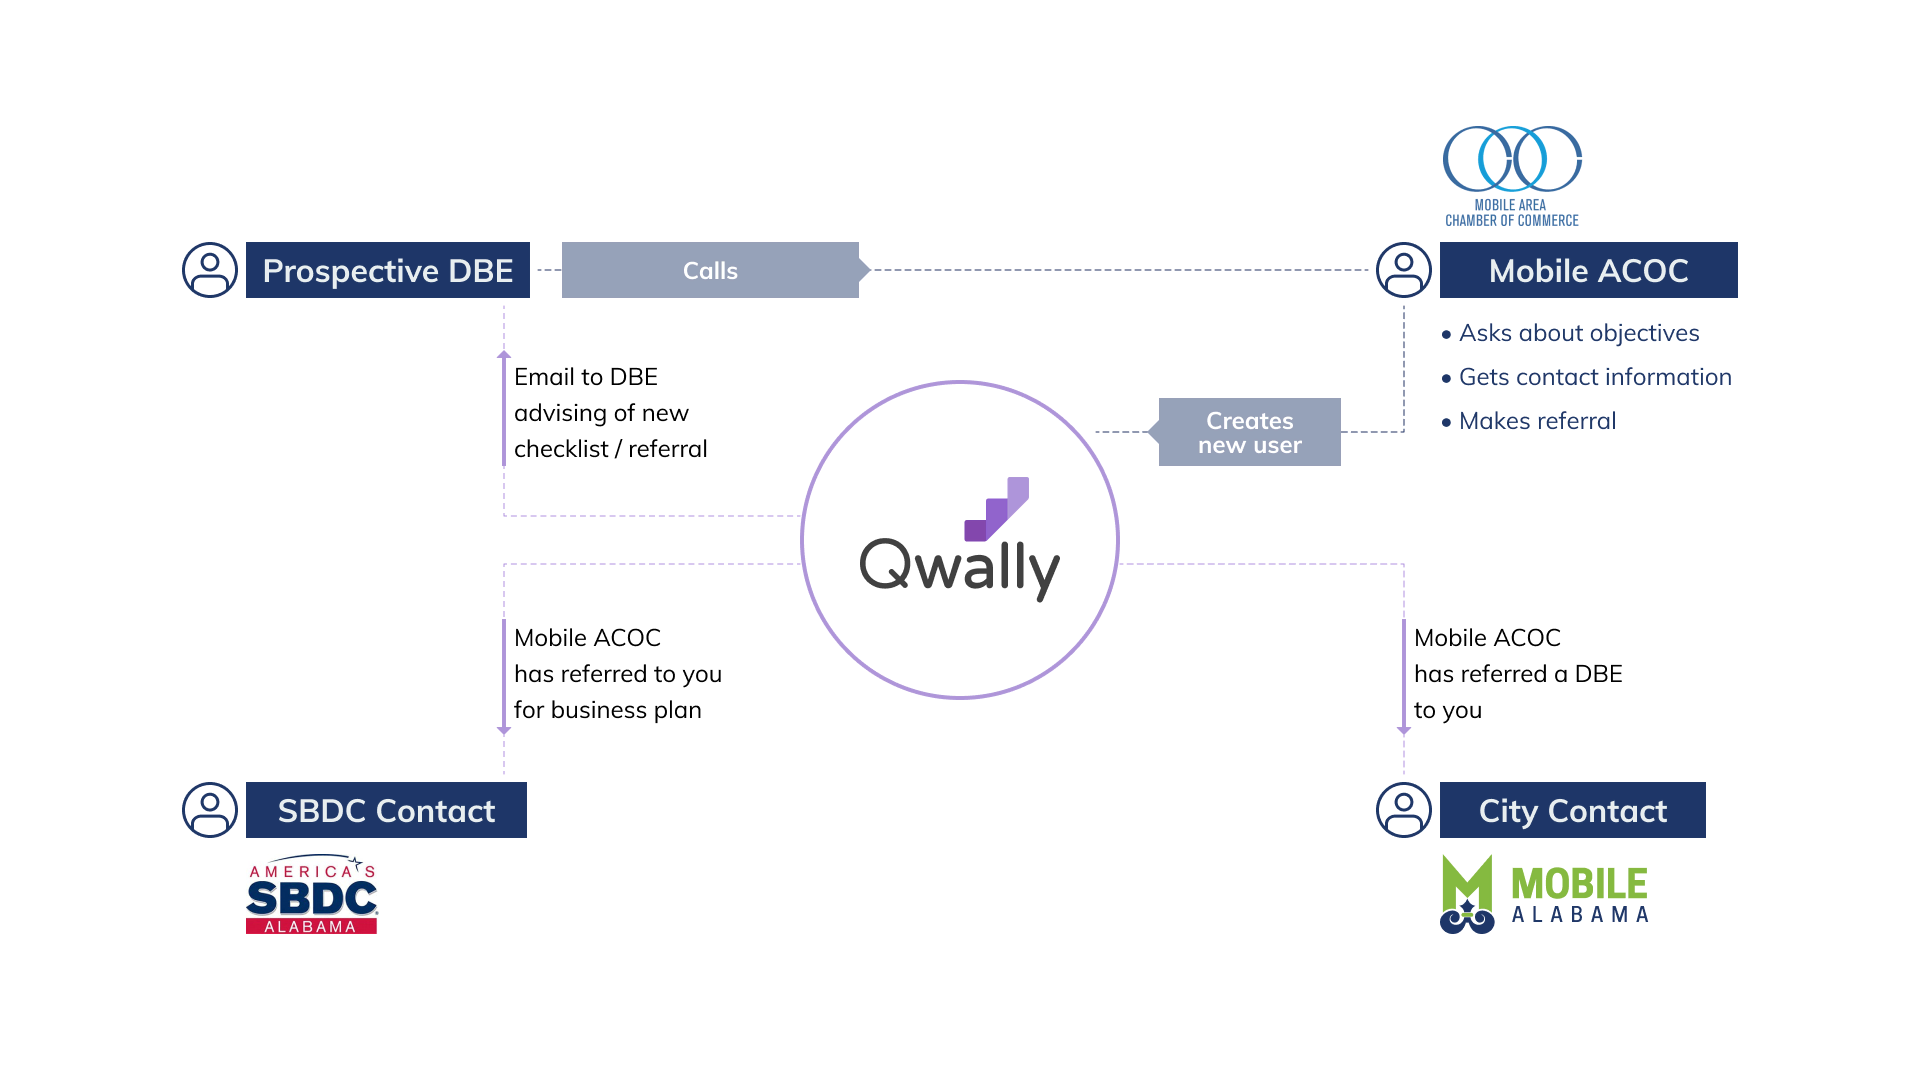 MOBILE AREA
CHAMBER OF COMMERCE
Prospective DBE
Calls
Mobile ACOC
• Asks about objectives
• Gets contact information
• Makes referral
Email to DBE
advising of new
checklist / referral
Creates
new user
Qwally
Mobile ACOC
has referred to you
for business plan
Mobile ACOC
has referred a DBE
to you
SBDC Contact
City Contact
AMERICA'S
SBDC
ALABAMA
MOBILE
ALABAMA